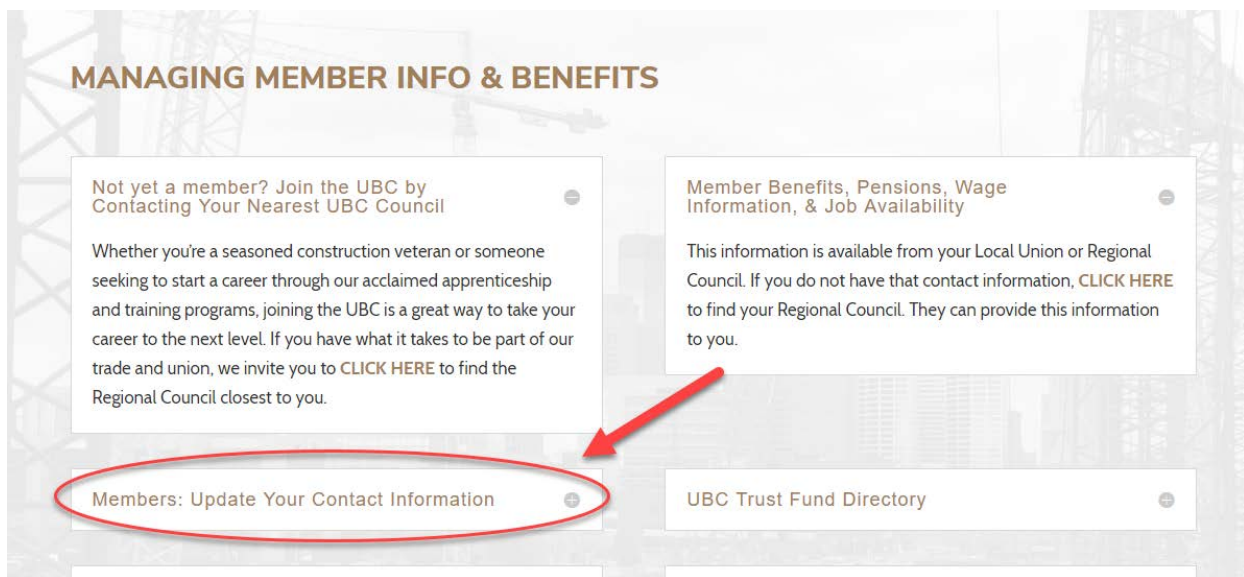 MANAGING MEMBER INFO & BENEFITS
Not yet a member? Join the UBC by
Contacting Your Nearest UBC Council
Whether you're a seasoned construction veteran or someone
seeking to start a career through our acclaimed apprenticeship
and training programs, joining the UBC is a great way to take your
career to the next level. If you have what it takes to be part of our
trade and union, we invite you to CLICK HERE to find the
Regional Council closest to you.
Member Benefits, Pensions, Wage
Information, & Job Availability
This information is available from your Local Union or Regional
Council. If you do not have that contact information, CLICK HERE
to find your Regional Council. They can provide this information
to you.
Members: Update Your Contact Information
UBC Trust Fund Directory